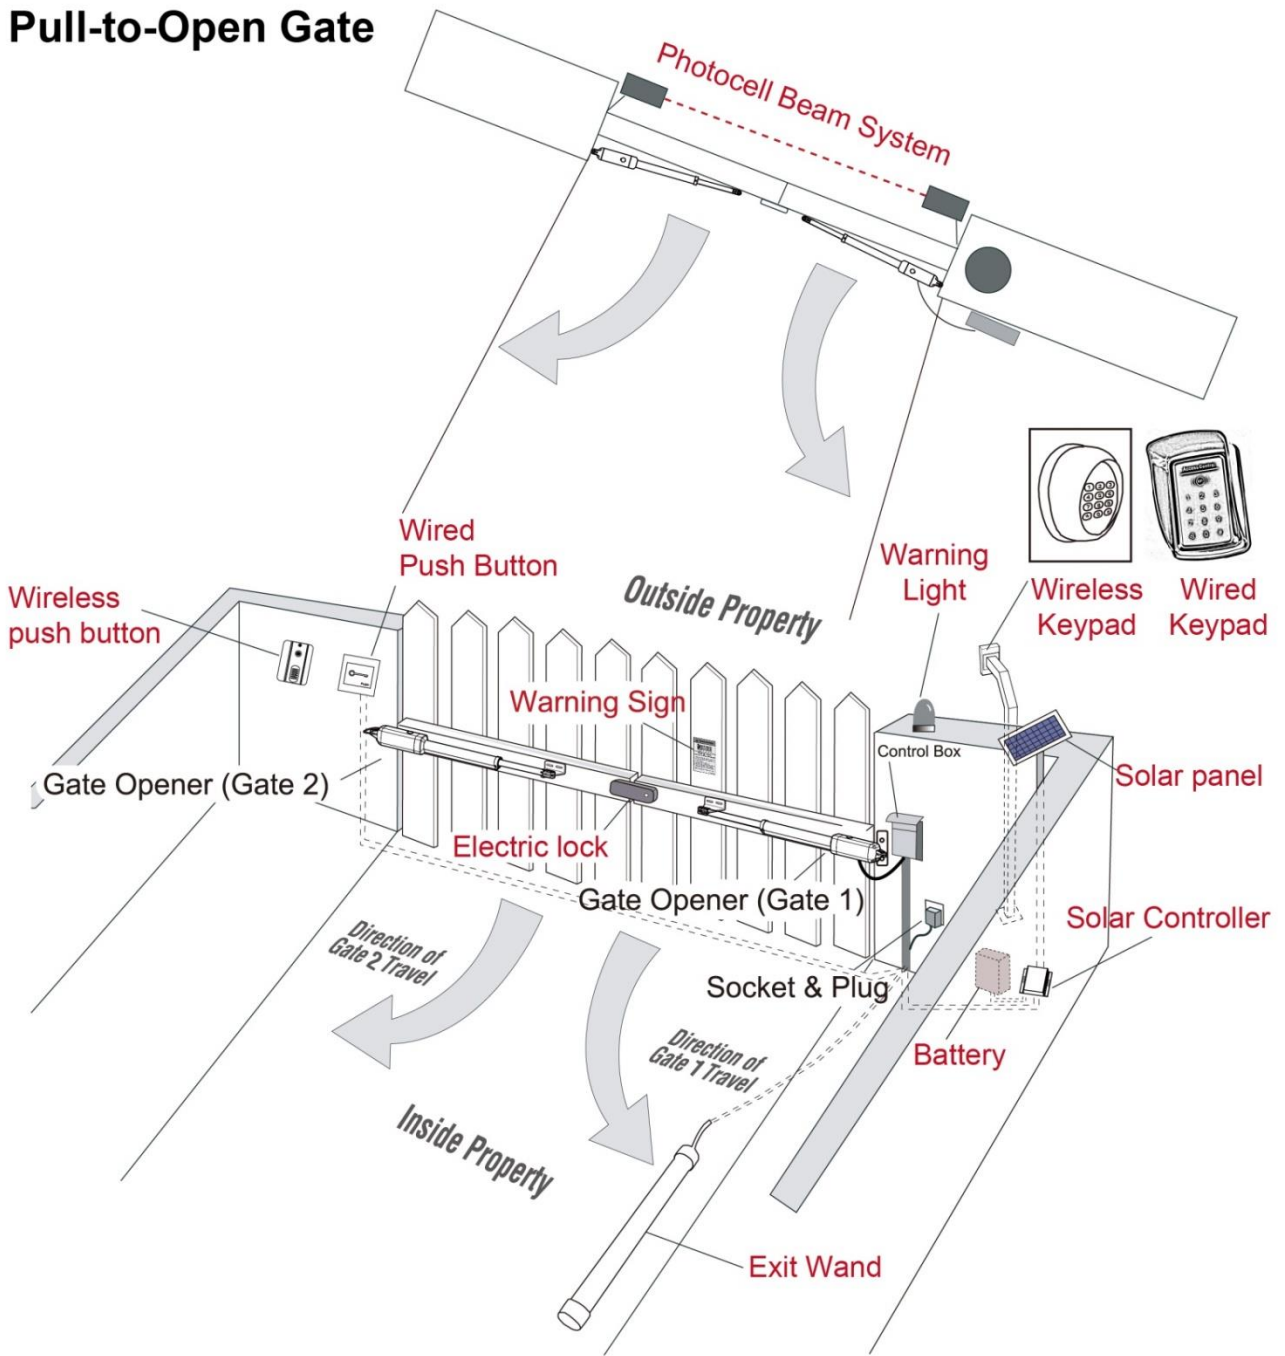 Pull-to-Open Gate
Photocell Beam System
Wired
Push Button
Wireless
push button
Outside Property
Warning
Light
Wireless
Keypad
Wired
Keypad
Warning Sign
Control Box
Solar panel
Gate Opener (Gate 2)
Electric lock
Gate Opener (Gate 1)
Solar Controller
Direction of
Gate 2 Travel
Socket & Plug
Direction of
Gate 1 Travel
Battery
Inside Property
Exit Wand